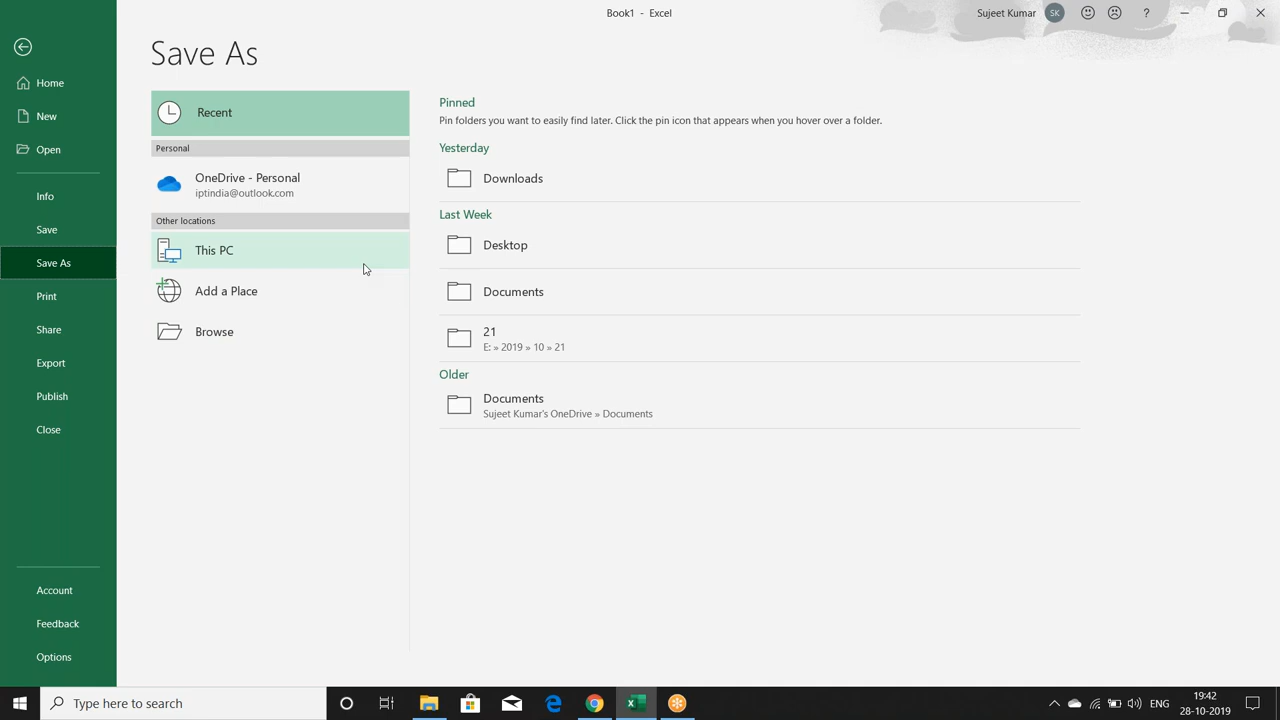 Book1 - Excel
Sujeet Kumar SK ?
Save As
Home
New
Open
Info
Save
Save As
Print
Share
Export
Publish
Close
Account
Feedback
Options
Recent
Personal
OneDrive - Personal
iptindia@outlook.com
Other locations
This PC
Add a Place
Browse
Pinned
Pin folders you want to easily find later. Click the pin icon that appears when you hover over a folder.
Yesterday
Downloads
Last Week
Desktop
Documents
21
E: » 2019 » 10 » 21
Older
Documents
Sujeet Kumar's OneDrive » Documents
Type here to search
ENG
19:42
28-10-2019